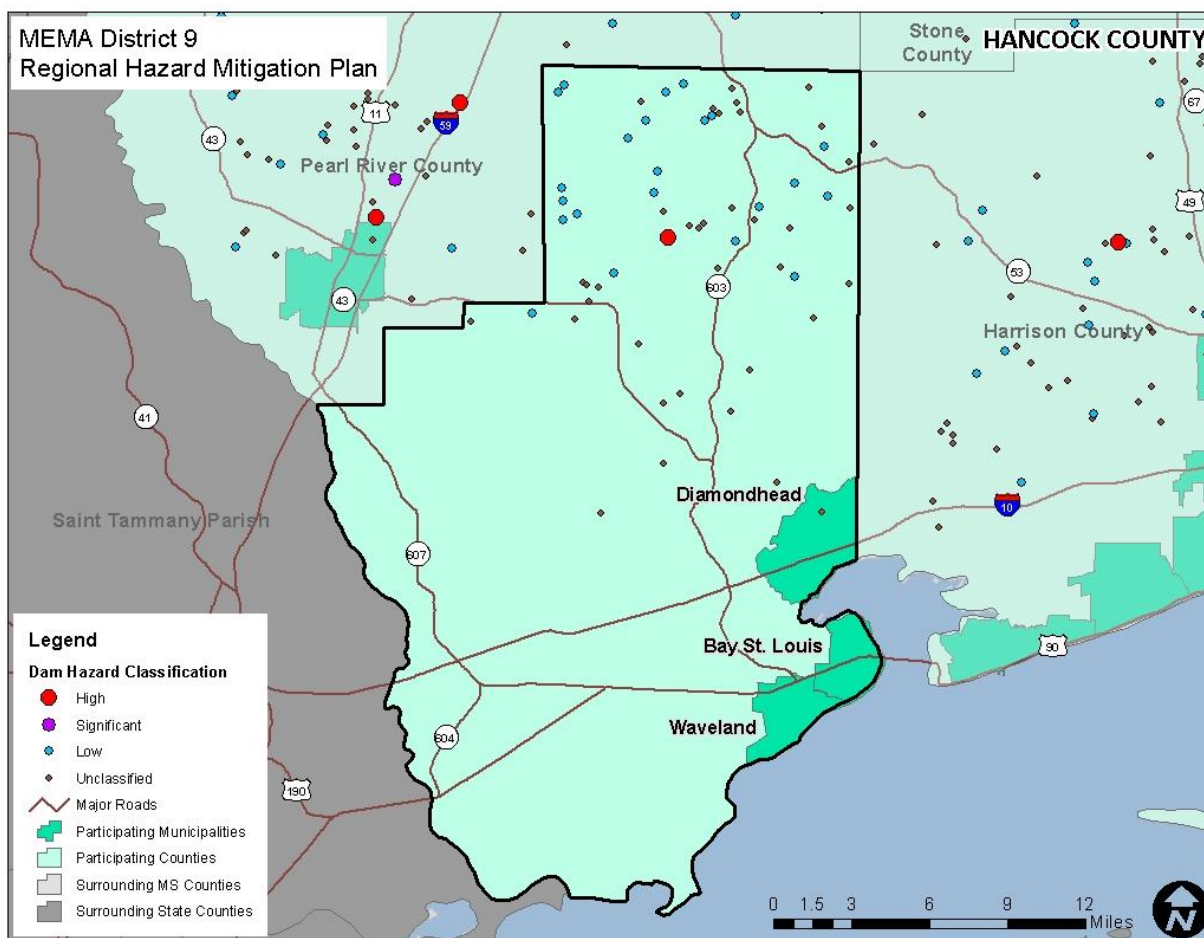 MEMA District 9
Regional Hazard Mitigation Plan
HANCOCK COUNTY
Stone
County
11
43
59
67
Pearl River County
49
53
43
603
Harrison County
41
Diamondhead
10
Saint Tammany Parish
607
Bay St. Louis
90
Waveland
604
190
Legend
Dam Hazard Classification
High
Significant
Low
Unclassified
Major Roads
Participating Municipalities
Participating Counties
Surrounding MS Counties
Surrounding State Counties
0 1.5 3 6 9 12
Miles
N